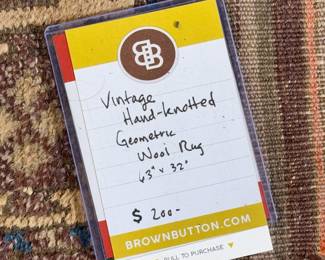 BB
Vintage
Hand-knotted
Geometric
Wool Rug
63" x 32"
$ 200-
BROWNBUTTON.COM
PULL TO PURCHASE